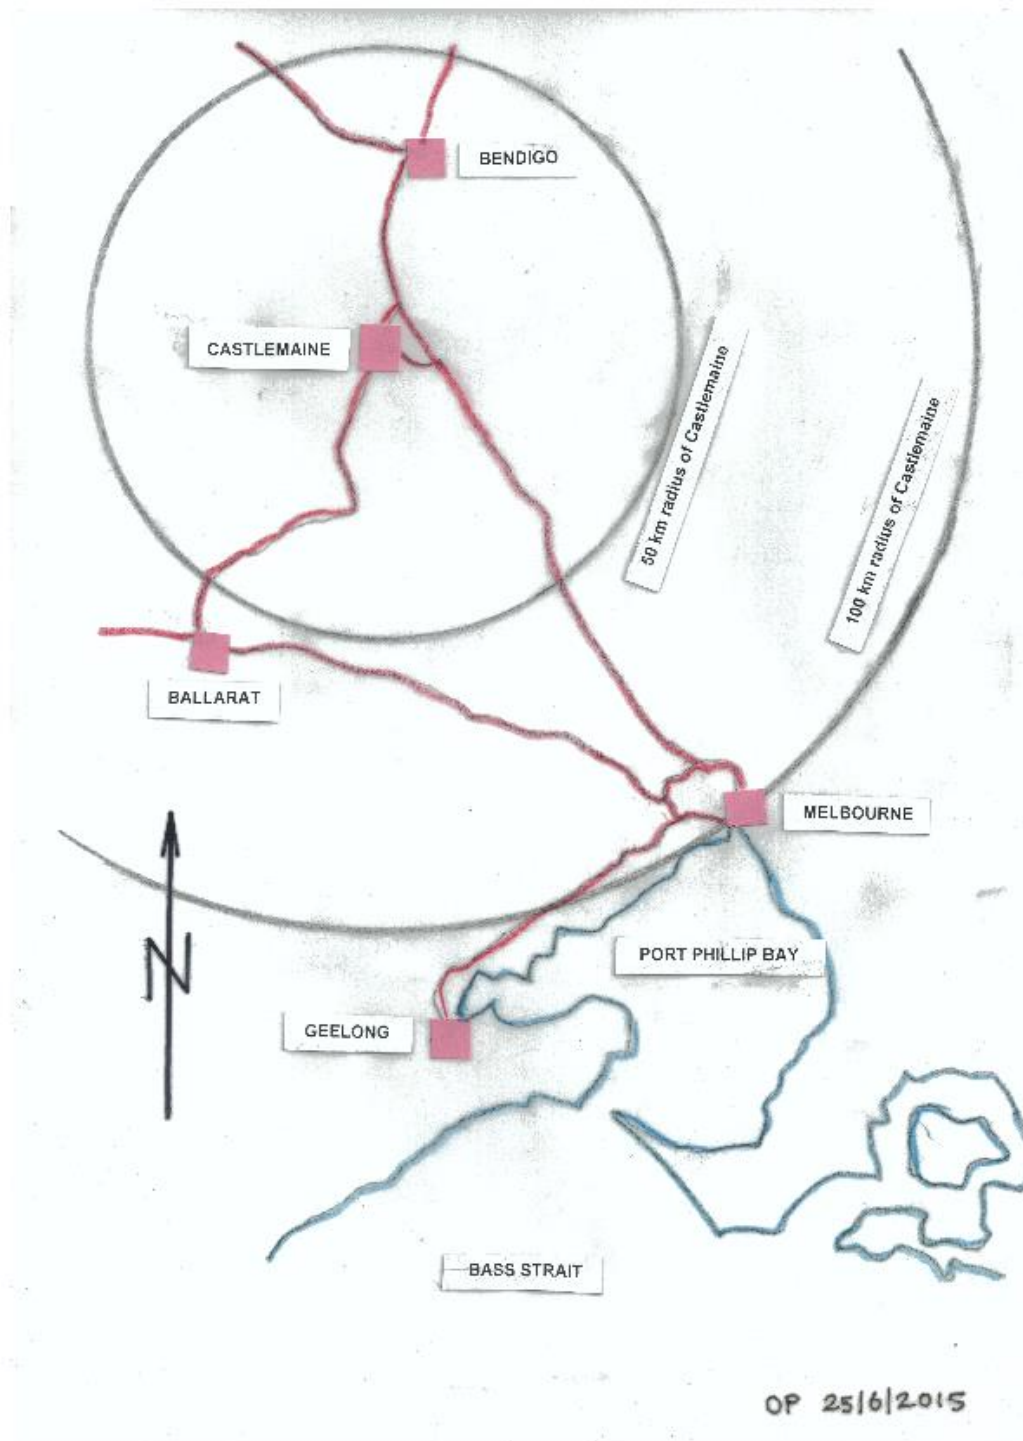 BENDIGO
CASTLEMAINE
50 km radius of Castlemaine
100 km radius of Castlemaine
BALLARAT
MELBOURNE
PORT PHILLIP BAY
N
GEELONG
BASS STRAIT
OP 25/6/2015